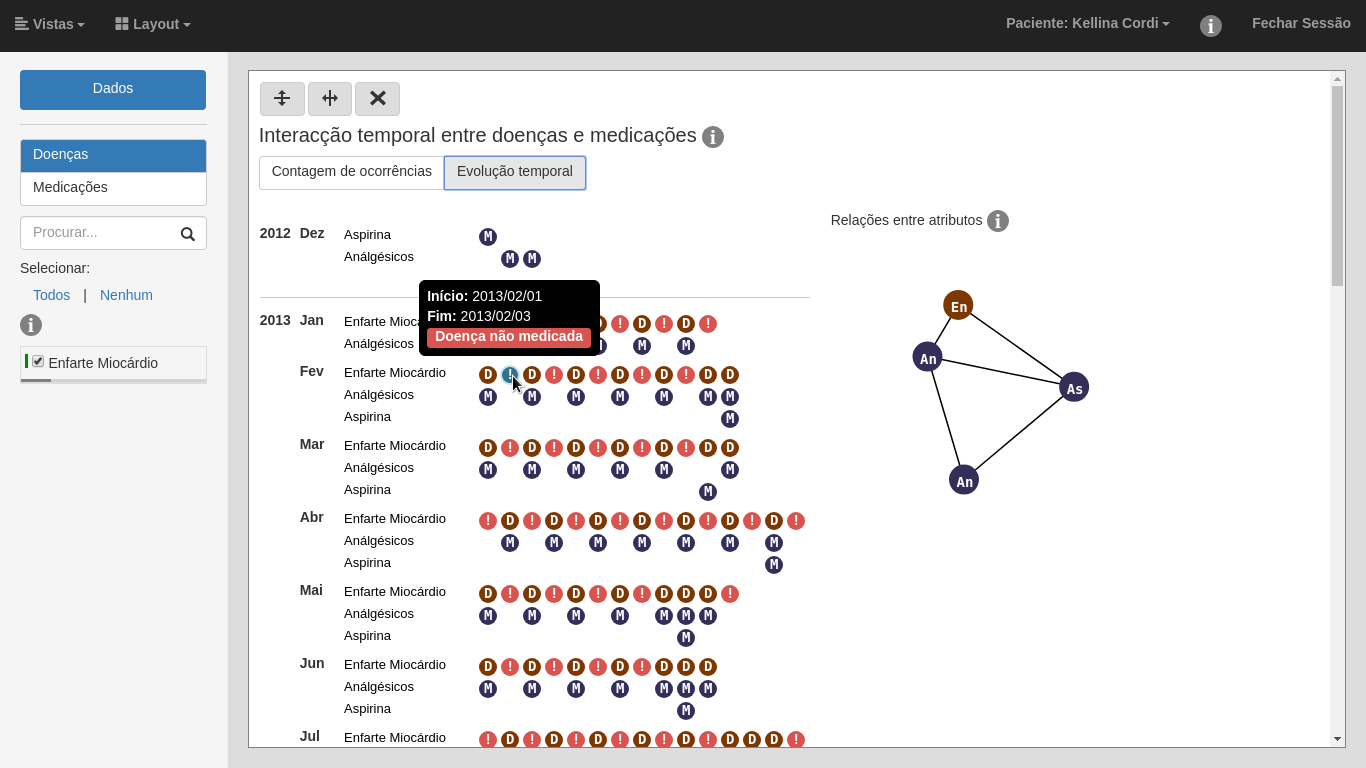 Vistas Layout Paciente: Kellina Cordi i Fechar Sessão
Dados
Doenças
Medicações
Procurar...
Selecionar:
Todos | Nenhum
i
Enfarte Miocárdio
Interacção temporal entre doenças e medicações i
Contagem de ocorrências Evolução temporal
Relações entre atributos i
2012 Dez Aspirina M
Análgésicos M M
Início: 2013/02/01
Fim: 2013/02/03
Doença não medicada
2013 Jan Enfarte Mioc ! D ! D !
Análgésicos M M
Fev Enfarte Miocárdio D ! D ! D ! D ! D ! D D
Análgésicos M M M M M M M
Aspirina M
Mar Enfarte Miocárdio D ! D ! D ! D ! D ! D D
Análgésicos M M M M M M
Aspirina M
Abr Enfarte Miocárdio ! D ! D ! D ! D ! D ! D ! D !
Análgésicos M M M M M M M
Aspirina M
Mai Enfarte Miocárdio D ! D ! D ! D ! D D D !
Análgésicos M M M M M M M
Aspirina M
Jun Enfarte Miocárdio D ! D ! D ! D ! D D D
Análgésicos M M M M M M M
Aspirina M
Jul Enfarte Miocárdio ! D ! D ! D ! D ! D ! D D D !
En
An
As
An